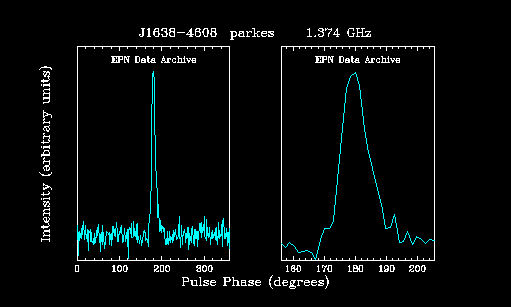 J1638-4608 parkes 1.374 GHz
EPN Data Archive
EPN Data Archive
Intensity (arbitrary units)
0 100 200 300
160 170 180 190 200
Pulse Phase (degrees)